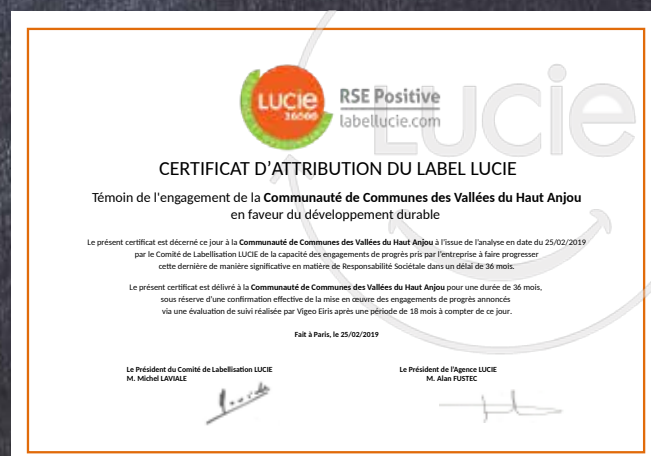 LUCIE
26000
RSE Positive
labellucie.com
Lucie
CERTIFICAT D'ATTRIBUTION DU LABEL LUCIE
Témoin de l'engagement de la Communauté de Communes des Vallées du Haut Anjou
en faveur du développement durable
Le présent certificat est décerné ce jour à la Communauté de Communes des Vallées du Haut Anjou à l'issue de l'analyse en date du 25/02/2019
par le Comité de Labellisation LUCIE de la capacité des engagements de progrès pris par l'entreprise à faire progresser
cette dernière de manière significative en matière de Responsabilité Sociétale dans un délai de 36 mois.
Le présent certificat est délivré à la Communauté de Communes des Vallées du Haut Anjou pour une durée de 36 mois,
sous réserve d'une confirmation effective de la mise en œuvre des engagements de progrès annoncés
via une évaluation de suivi réalisée par Vigeo Eiris après une période de 18 mois à compter de ce jour.
Fait à Paris, le 25/02/2019
Le Président du Comité de Labellisation LUCIE
M. Michel LAVIALE
Le Président de l'Agence LUCIE
M. Alan FUSTEC